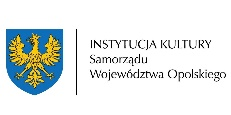 INSTYTUCJA KULTURY
Samorządu
Województwa Opolskiego